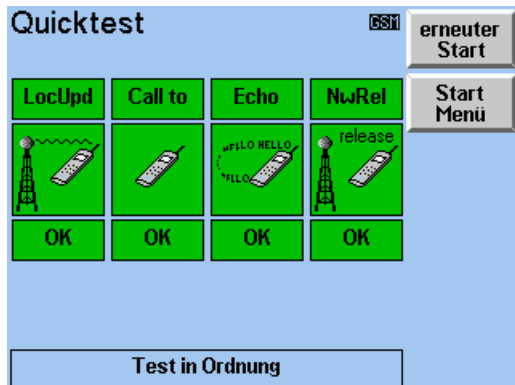 Quicktest GSM
erneuter
Start
LocUpd Call to Echo NwRel
Start
Menü
HELLO HELLO
ELLO
release
OK OK OK OK
Test in Ordnung